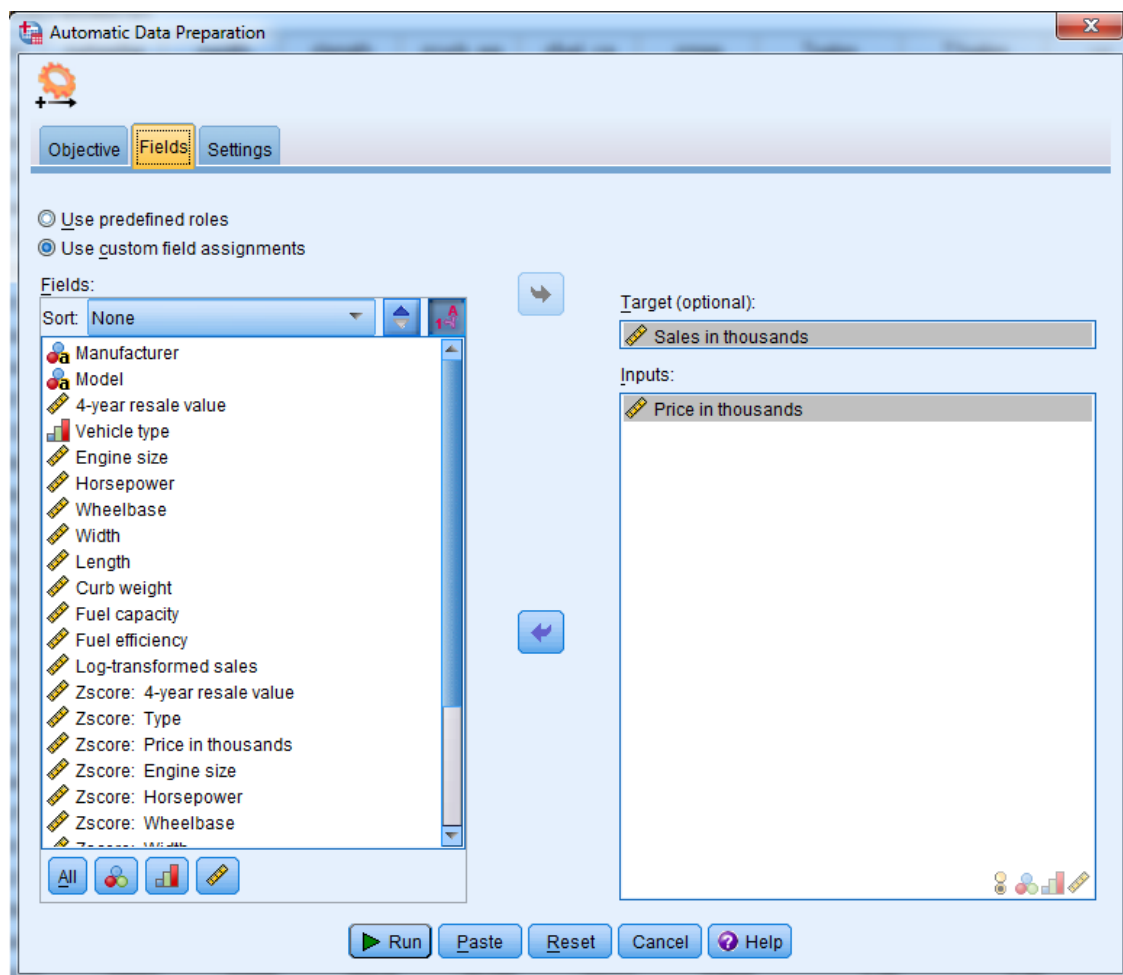 Automatic Data Preparation
Objective Fields Settings
Use predefined roles
Use custom field assignments
Fields:
Sort: None
Manufacturer
Model
4-year resale value
Vehicle type
Engine size
Horsepower
Wheelbase
Width
Length
Curb weight
Fuel capacity
Fuel efficiency
Log-transformed sales
Zscore: 4-year resale value
Zscore: Type
Zscore: Price in thousands
Zscore: Engine size
Zscore: Horsepower
Zscore: Wheelbase
All
Target (optional):
Sales in thousands
Inputs:
Price in thousands
Run Paste Reset Cancel Help